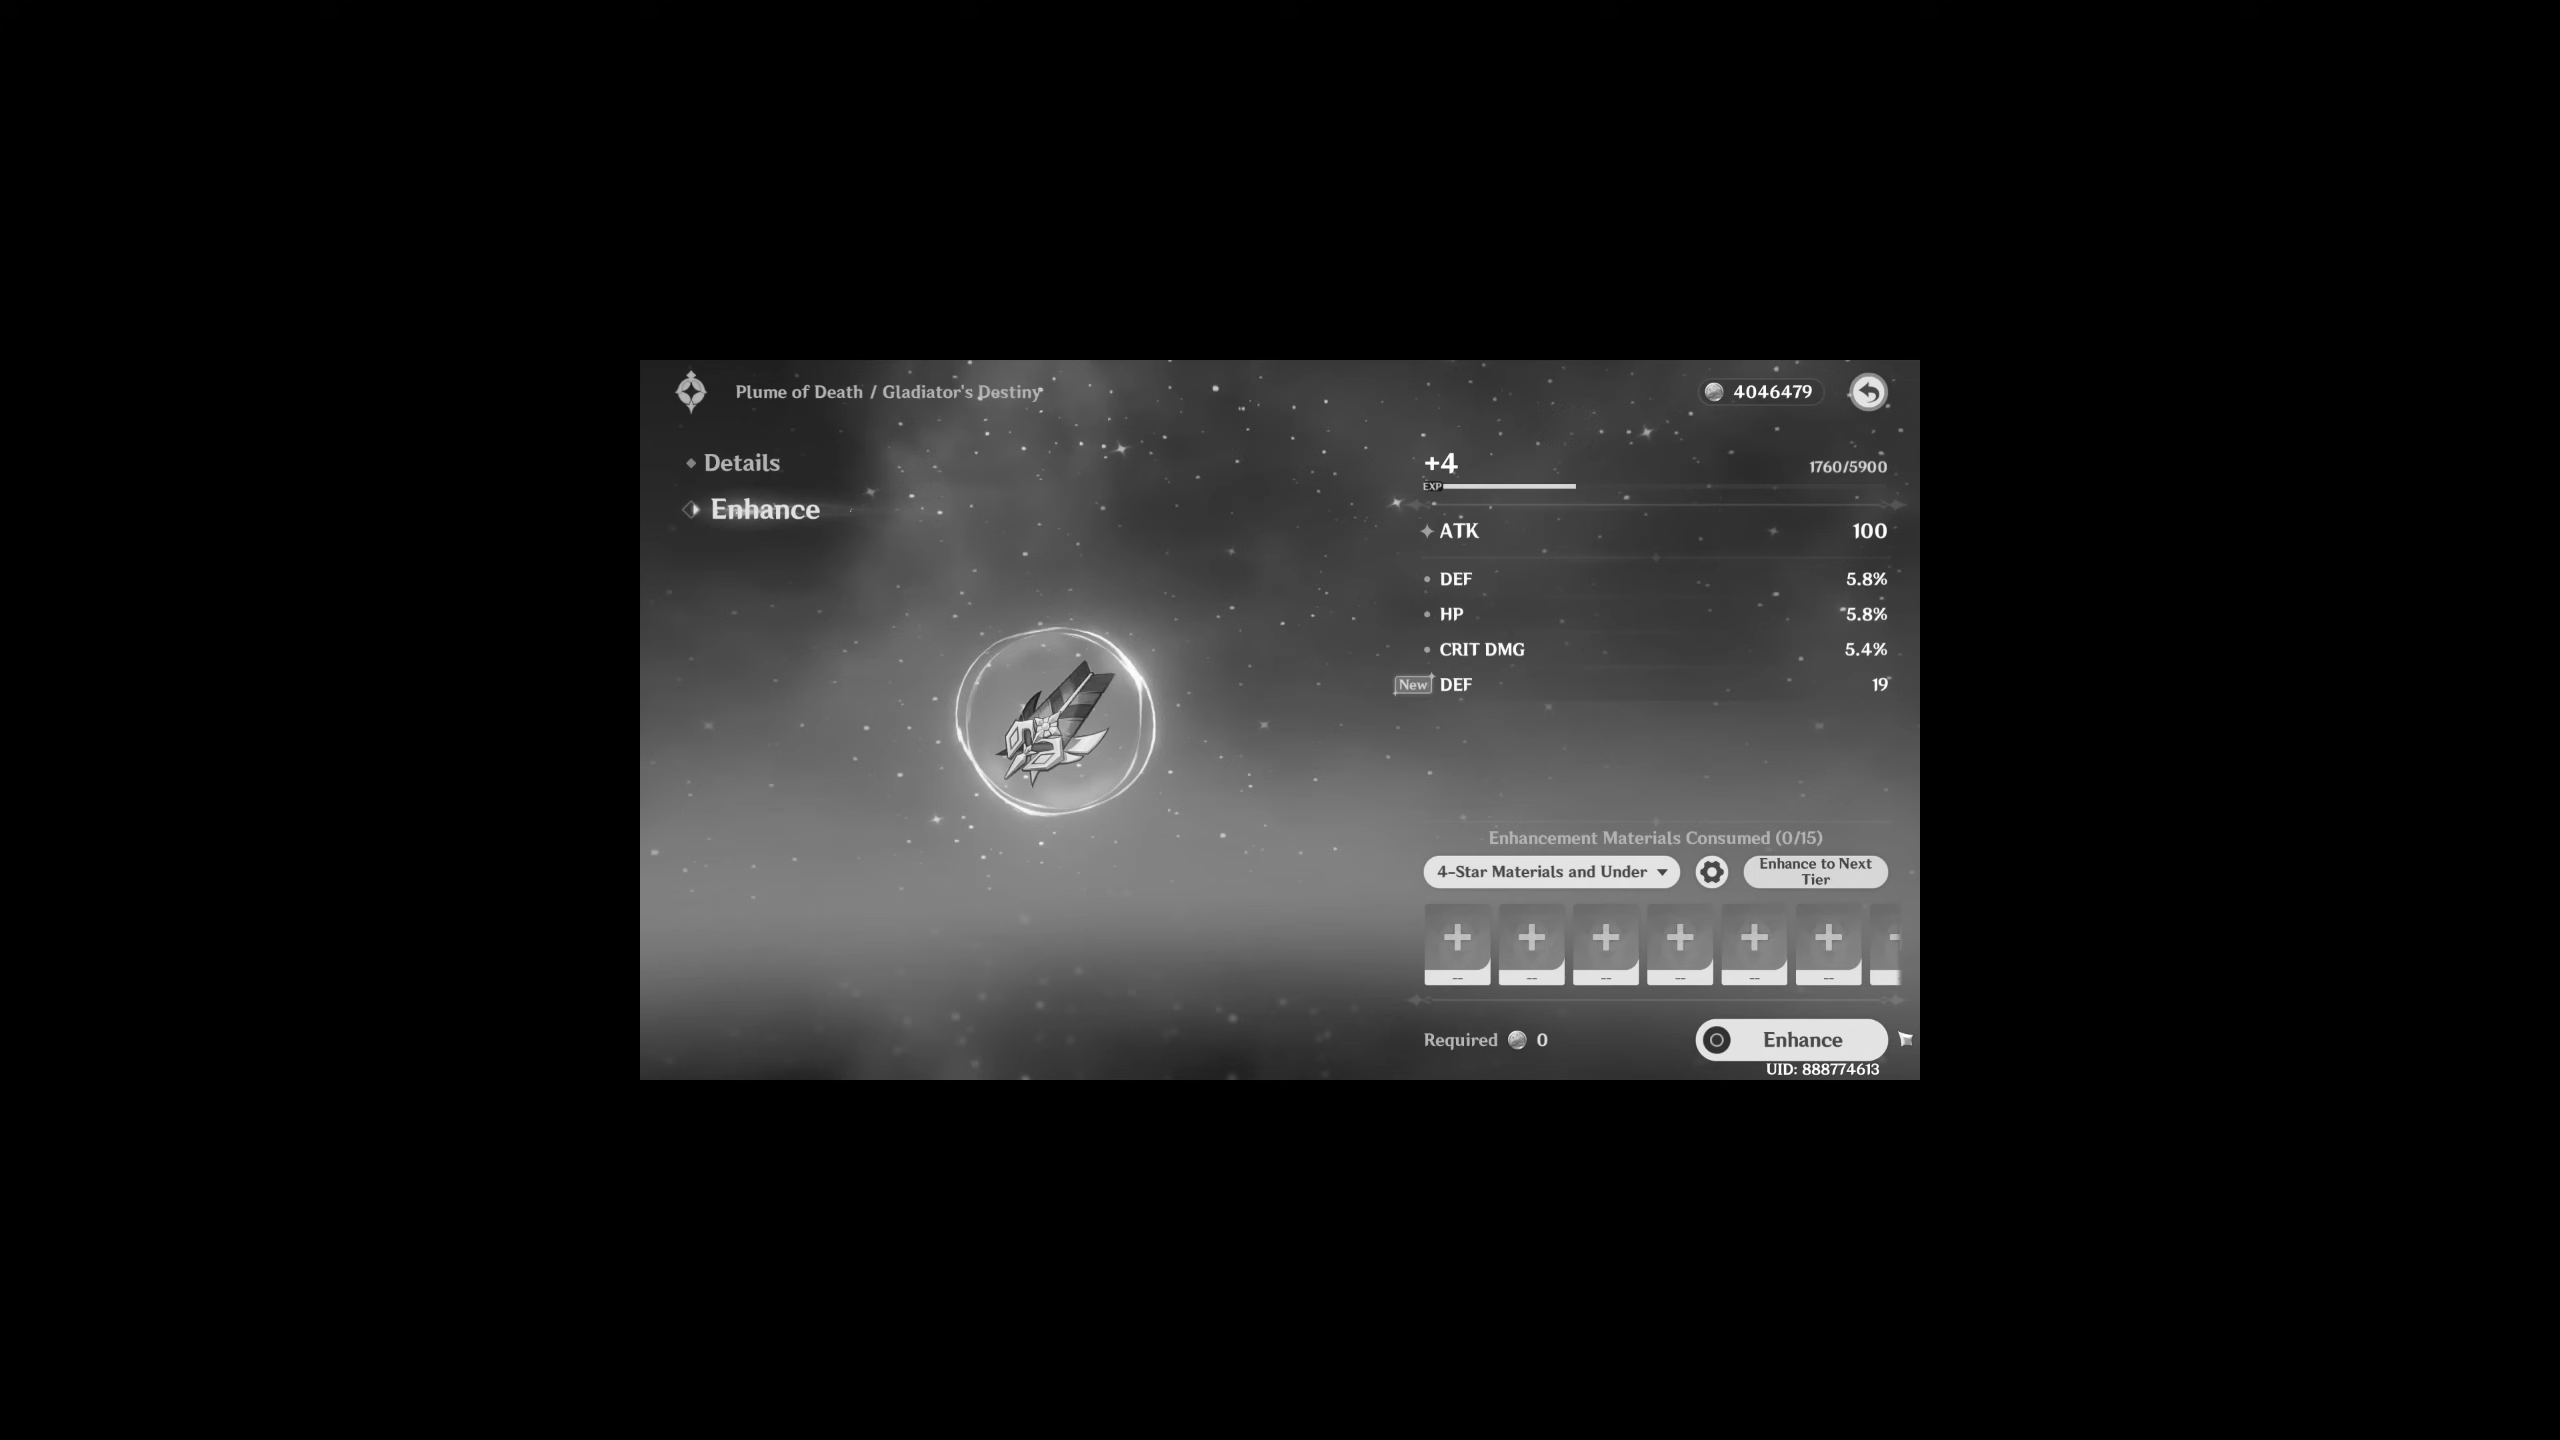 Plume of Death / Gladiator's Destiny
4046479
Details
Enhance
+4
1760/5900
EXP
ATK 100
DEF 5.8%
HP 5.8%
CRIT DMG 5.4%
New DEF 19
Enhancement Materials Consumed (0/15)
4-Star Materials and Under
Enhance to Next
Tier
-- -- -- -- -- --
Required 0
Enhance
UID: 888774613